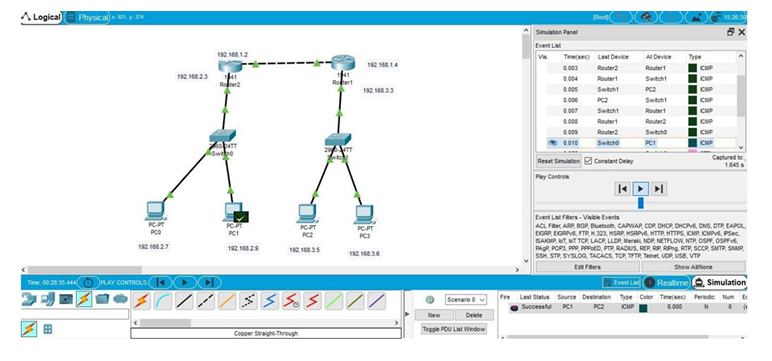 Logical Physical x: 821, y: 374 [Root] 15:26:30
192.168.1.2
192.168.1.4
192.168.2.3
1941
Router2
1941
Router1
192.168.3.3
2960-24TT
Switch0
PC-PT
PC0
PC-PT
PC1
PC-PT
PC2
PC-PT
PC3
192.168.2.7
192.168.2.9
192.168.3.5
192.168.3.6
Simulation Panel
Event List
Vis. Time(sec) Last Device At Device Type
0.003 Router2 Router1 ICMP
0.004 Router1 Switch1 ICMP
0.005 Switch1 PC2 ICMP
0.006 PC2 Switch1 ICMP
0.007 Switch1 Router1 ICMP
0.008 Router1 Router2 ICMP
0.009 Router2 Switch0 ICMP
0.010 Switch0 PC1 ICMP
Reset Simulation Constant Delay Captured to:
1.645 s
Play Controls
Event List Filters - Visible Events
ACL Filter, ARP, BGP, Bluetooth, CAPWAP, CDP, DHCP, DHCPv6, DNS, DTP, EAPOL,
EIGRP, EIGRPv6, FTP, H.323, HSRP, HSRPv6, HTTP, HTTPS, ICMP, ICMPv6, IPSec,
ISAKMP, IoT, IoT TCP, LACP, LLDP, Meraki, NDP, NETFLOW, NTP, OSPF, OSPFv6,
PAgP, POP3, PPP, PPPoED, PTP, RADIUS, REP, RIP, RIPng, RTP, SCCP, SMTP, SNMP,
SSH, STP, SYSLOG, TACACS, TCP, TFTP, Telnet, UDP, USB, VTP
Edit Filters Show All/None
Time: 00:28:35.444 PLAY CONTROLS: Event List Realtime Simulation
Copper Straight-Through
Scenario 0
New Delete
Toggle PDU List Window
Fire Last Status Source Destination Type Color Time(sec) Periodic Num
Successful PC1 PC2 ICMP 0.000 N 0